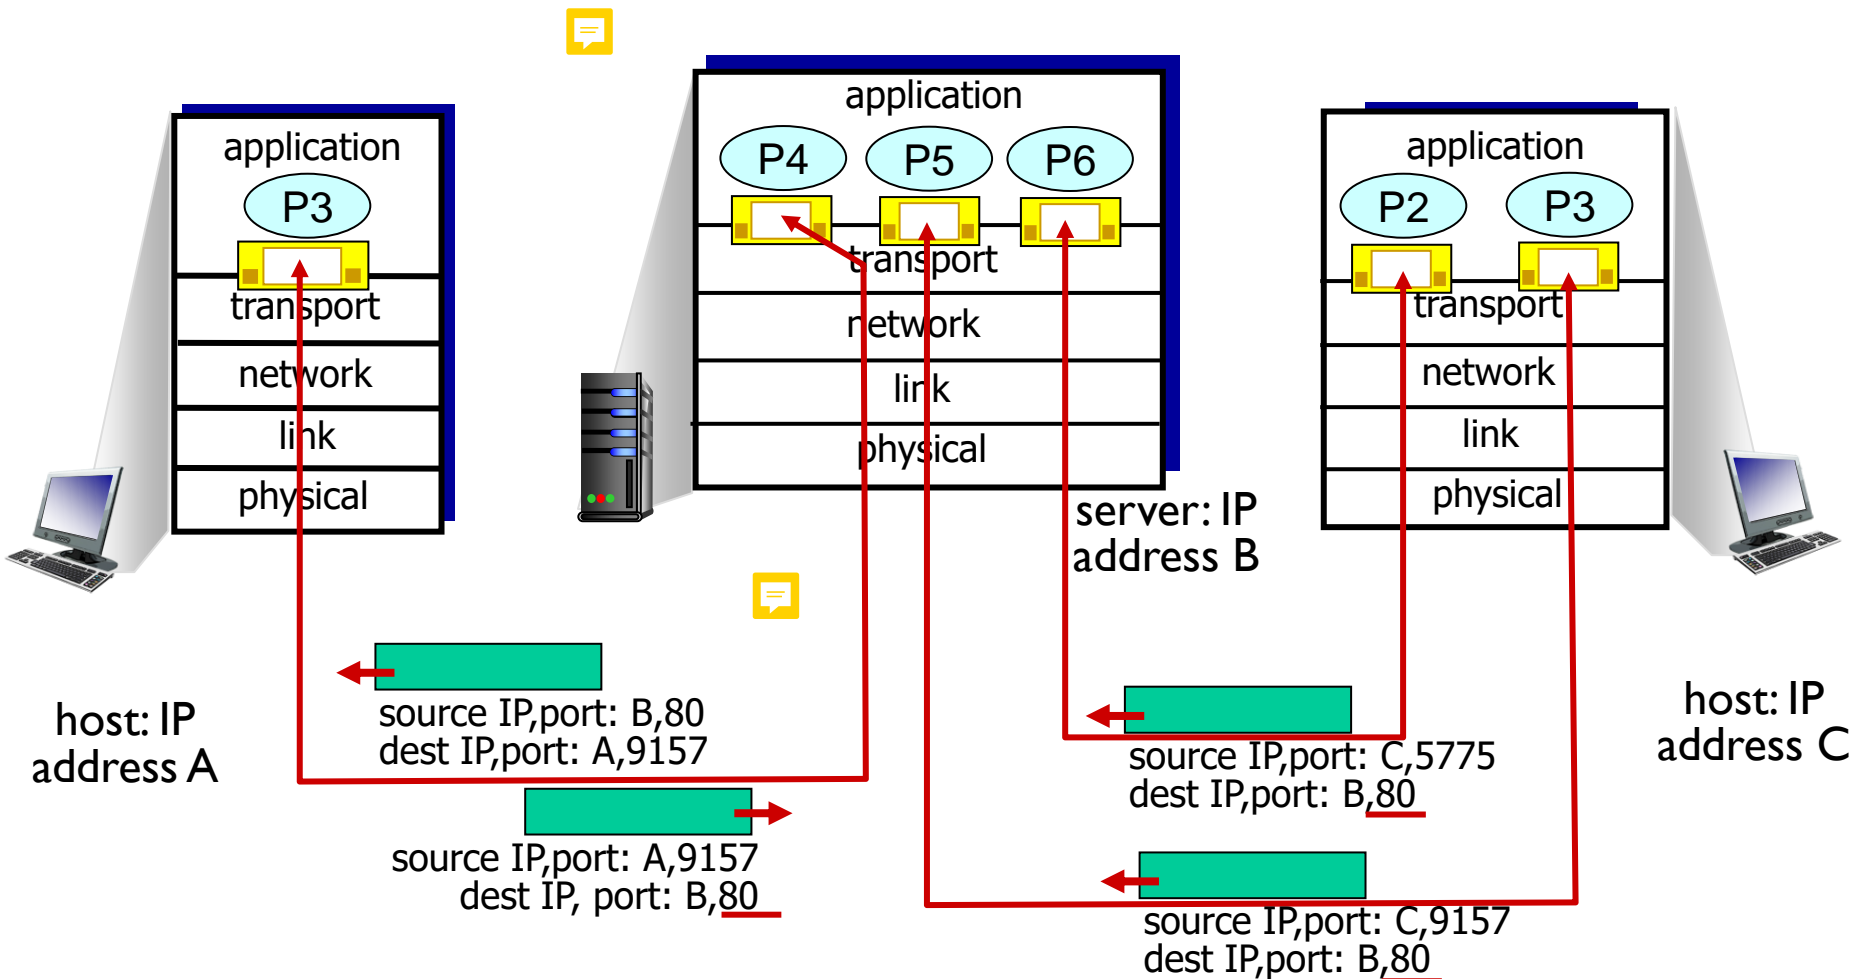 application
P3
transport
network
link
physical
host: IP
address A
application
P4 P5 P6
transport
network
link
physical
server: IP
address B
application
P2 P3
transport
network
link
physical
host: IP
address C
source IP,port: B,80
dest IP,port: A,9157
source IP,port: A,9157
dest IP, port: B,80
source IP,port: C,5775
dest IP,port: B,80
source IP,port: C,9157
dest IP,port: B,80